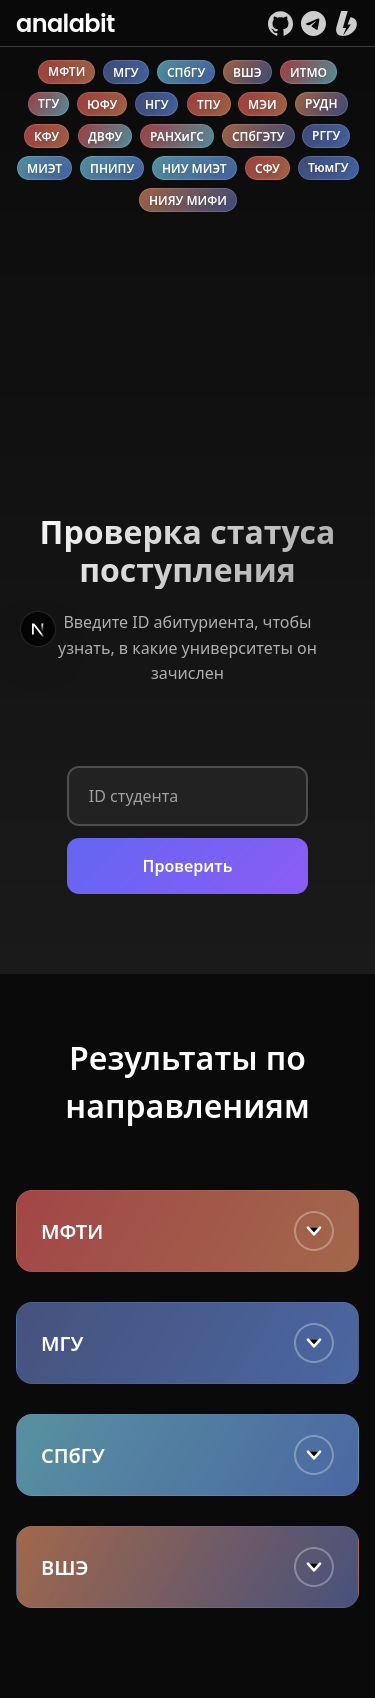 analabit
МФТИ МГУ СПбГУ ВШЭ ИТМО
ТГУ ЮФУ НГУ ТПУ МЭИ РУДН
КФУ ДВФУ РАНХиГС СПбГЭТУ РГГУ
МИЭТ ПНИПУ НИУ МИЭТ СФУ ТюмГУ
НИЯУ МИФИ
Проверка статуса
поступления
Введите ID абитуриента, чтобы
узнать, в какие университеты он
зачислен
N
ID студента
Проверить
Результаты по
направлениям
МФТИ
МГУ
СПбГУ
ВШЭ